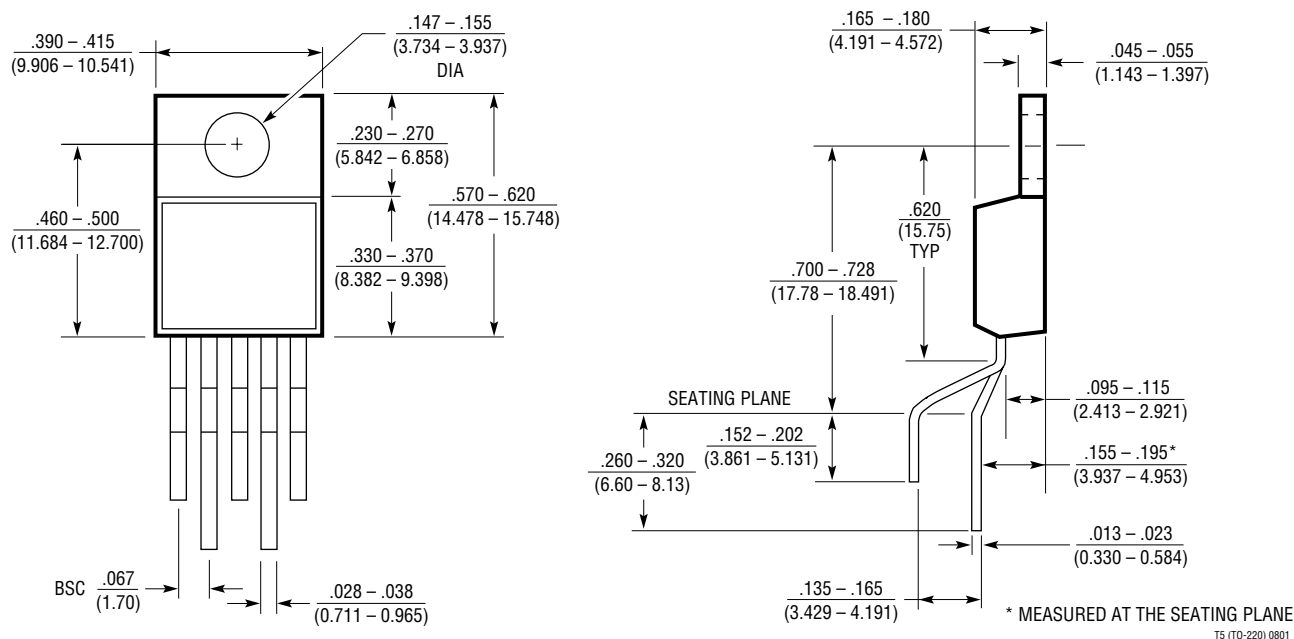 .390 – .415
(9.906 – 10.541)
.147 – .155
(3.734 – 3.937)
DIA
.230 – .270
(5.842 – 6.858)
.570 – .620
(14.478 – 15.748)
.460 – .500
(11.684 – 12.700)
.330 – .370
(8.382 – 9.398)
BSC
.067
(1.70)
.028 – .038
(0.711 – 0.965)
.165 – .180
(4.191 – 4.572)
.045 – .055
(1.143 – 1.397)
.620
(15.75)
TYP
.700 – .728
(17.78 – 18.491)
SEATING PLANE
.152 – .202
(3.861 – 5.131)
.260 – .320
(6.60 – 8.13)
.095 – .115
(2.413 – 2.921)
.155 – .195*
(3.937 – 4.953)
.013 – .023
(0.330 – 0.584)
.135 – .165
(3.429 – 4.191)
* MEASURED AT THE SEATING PLANE
T5 (TO-220) 0801